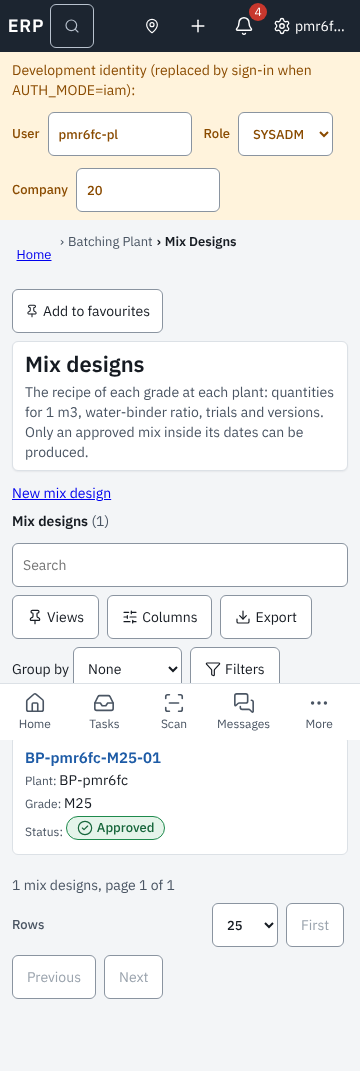 ERP
4
pmr6f...
Development identity (replaced by sign-in when
AUTH_MODE=iam):
User pmr6fc-pl Role SYSADM
Company 20
Home › Batching Plant › Mix Designs
Add to favourites
Mix designs
The recipe of each grade at each plant: quantities
for 1 m3, water-binder ratio, trials and versions.
Only an approved mix inside its dates can be
produced.
New mix design
Mix designs (1)
Search
Views Columns Export
Group by None Filters
Home Tasks Scan Messages More
BP-pmr6fc-M25-01
Plant: BP-pmr6fc
Grade: M25
Status: Approved
1 mix designs, page 1 of 1
Rows 25 First
Previous Next